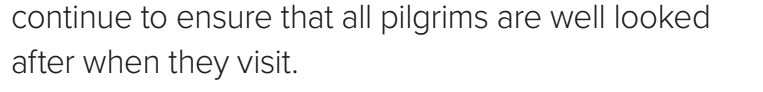 continue to ensure that all pilgrims are well looked
after when they visit.